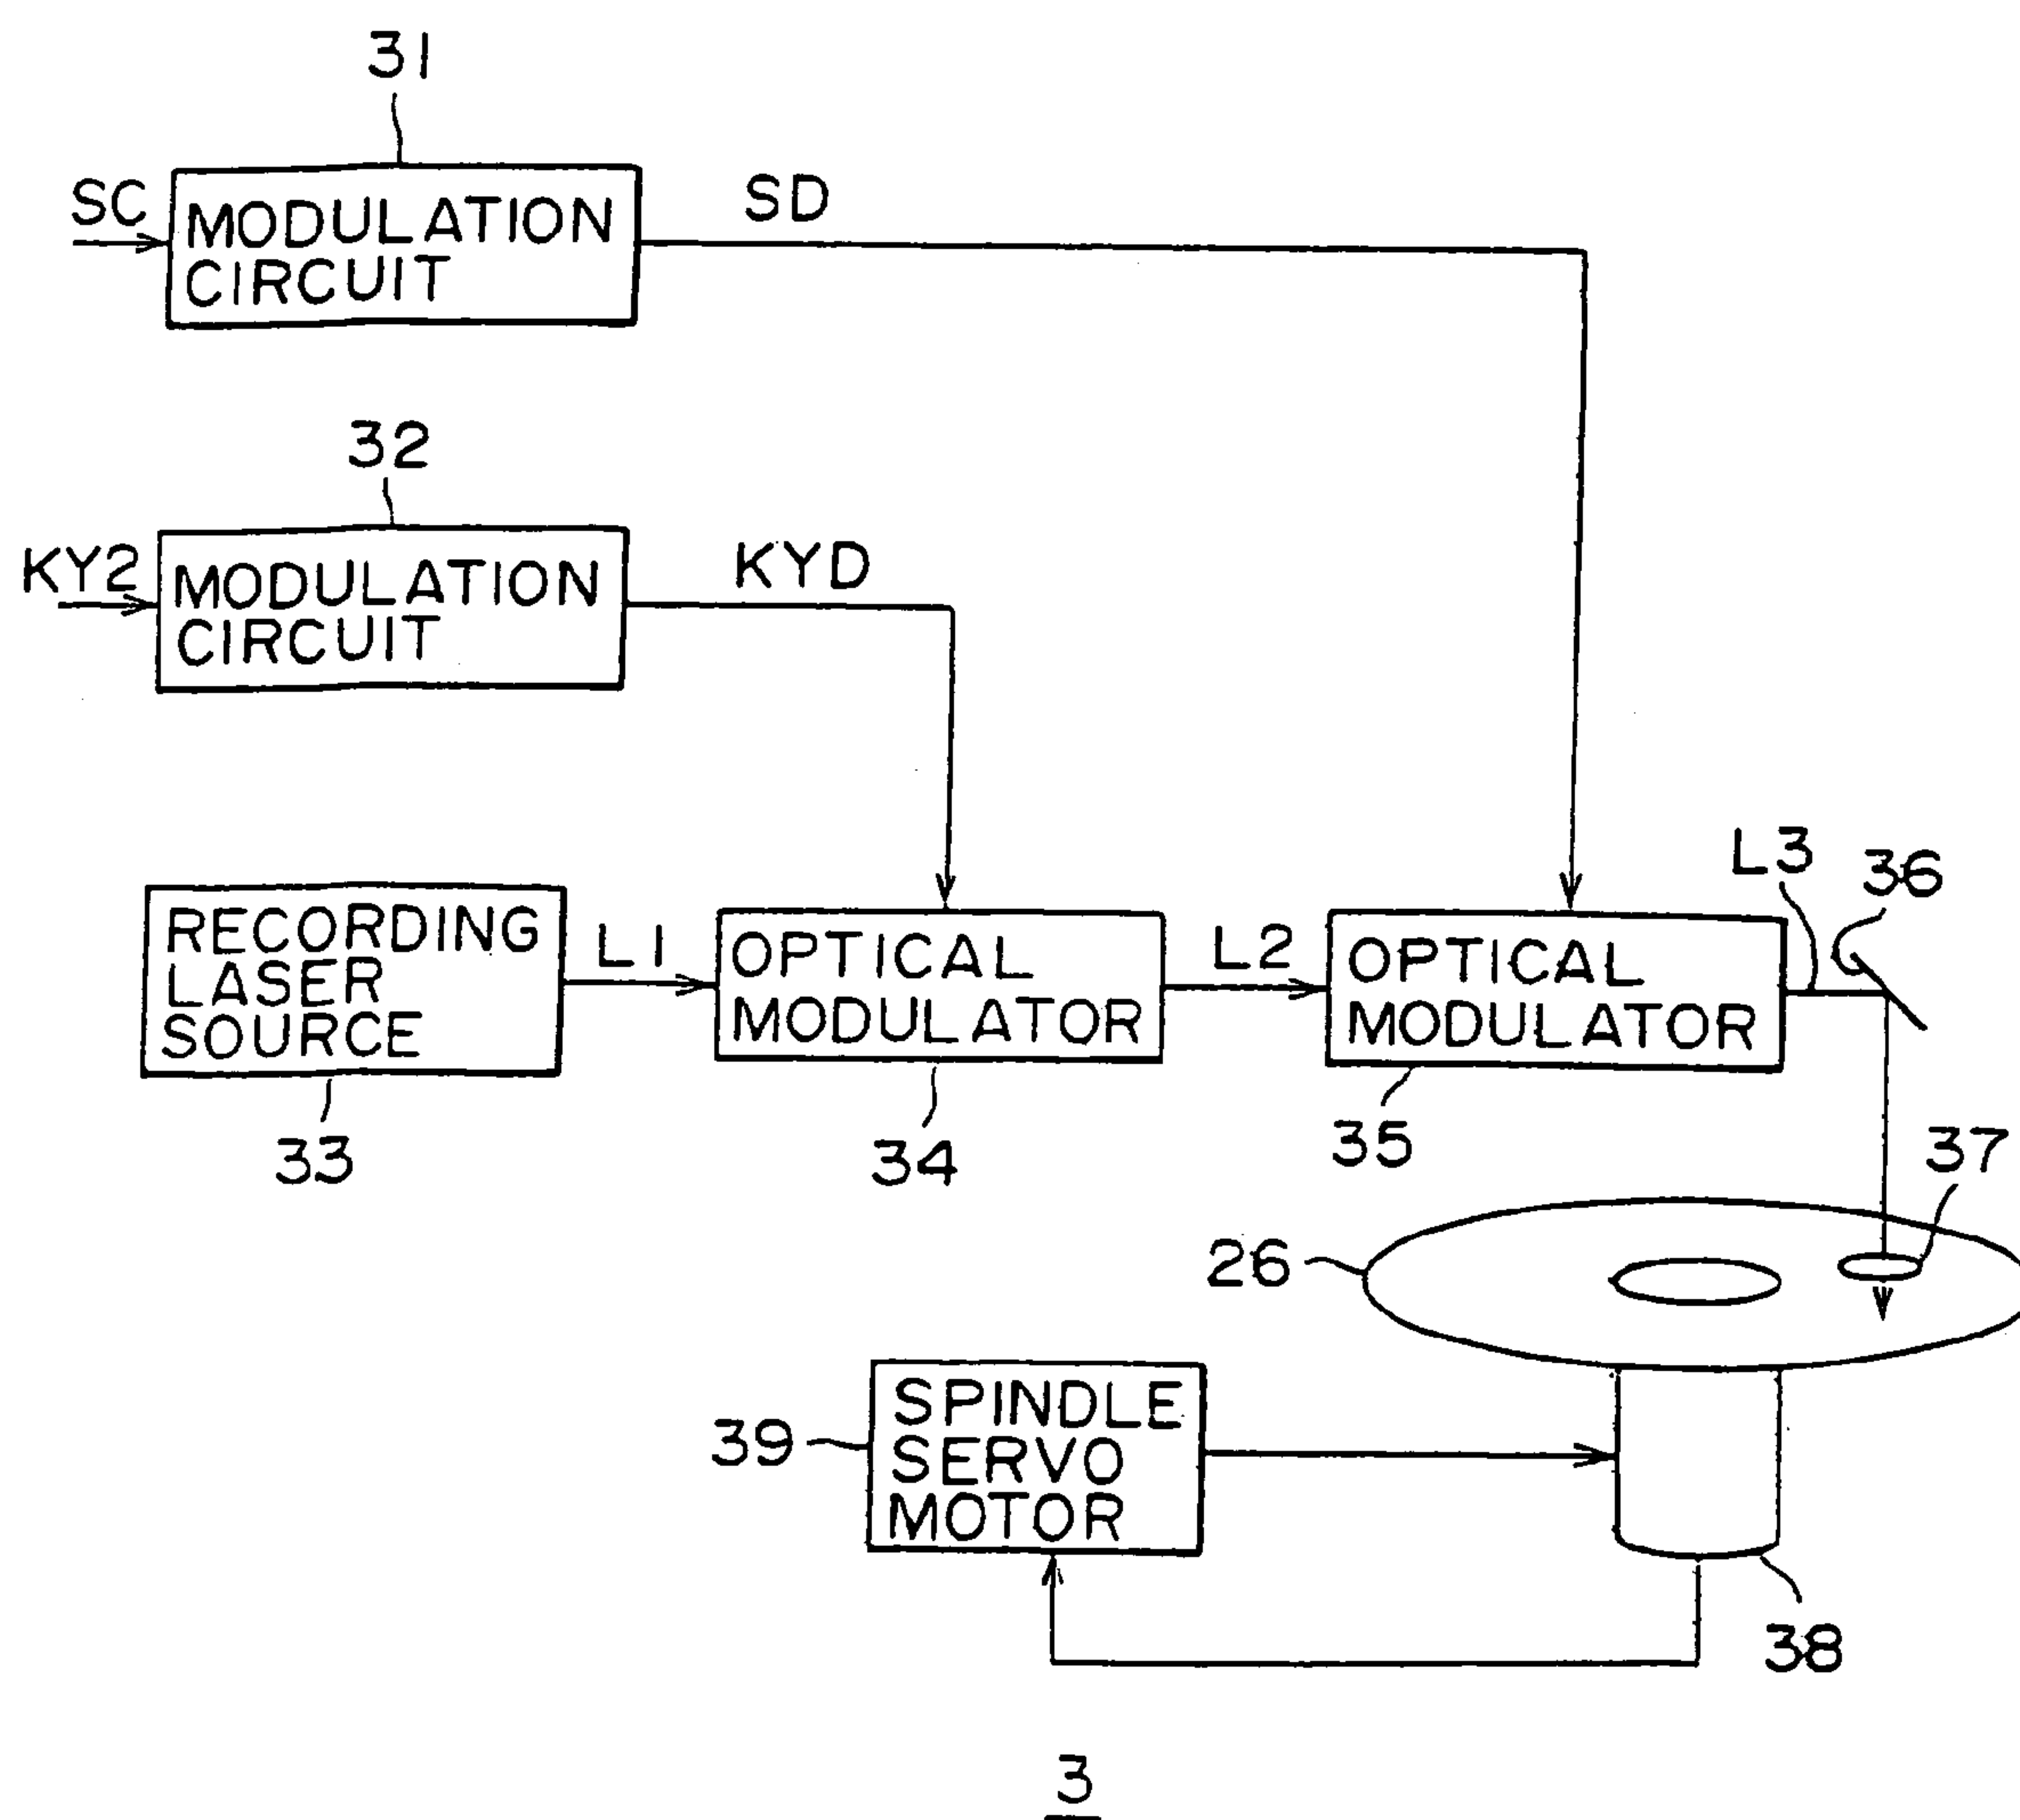 31
SC
MODULATION
CIRCUIT
SD
32
KY2
MODULATION
CIRCUIT
KYD
RECORDING
LASER
SOURCE
L1
OPTICAL
MODULATOR
L2
OPTICAL
MODULATOR
L3
36
33
34
35
37
26
39
SPINDLE
SERVO
MOTOR
38
3